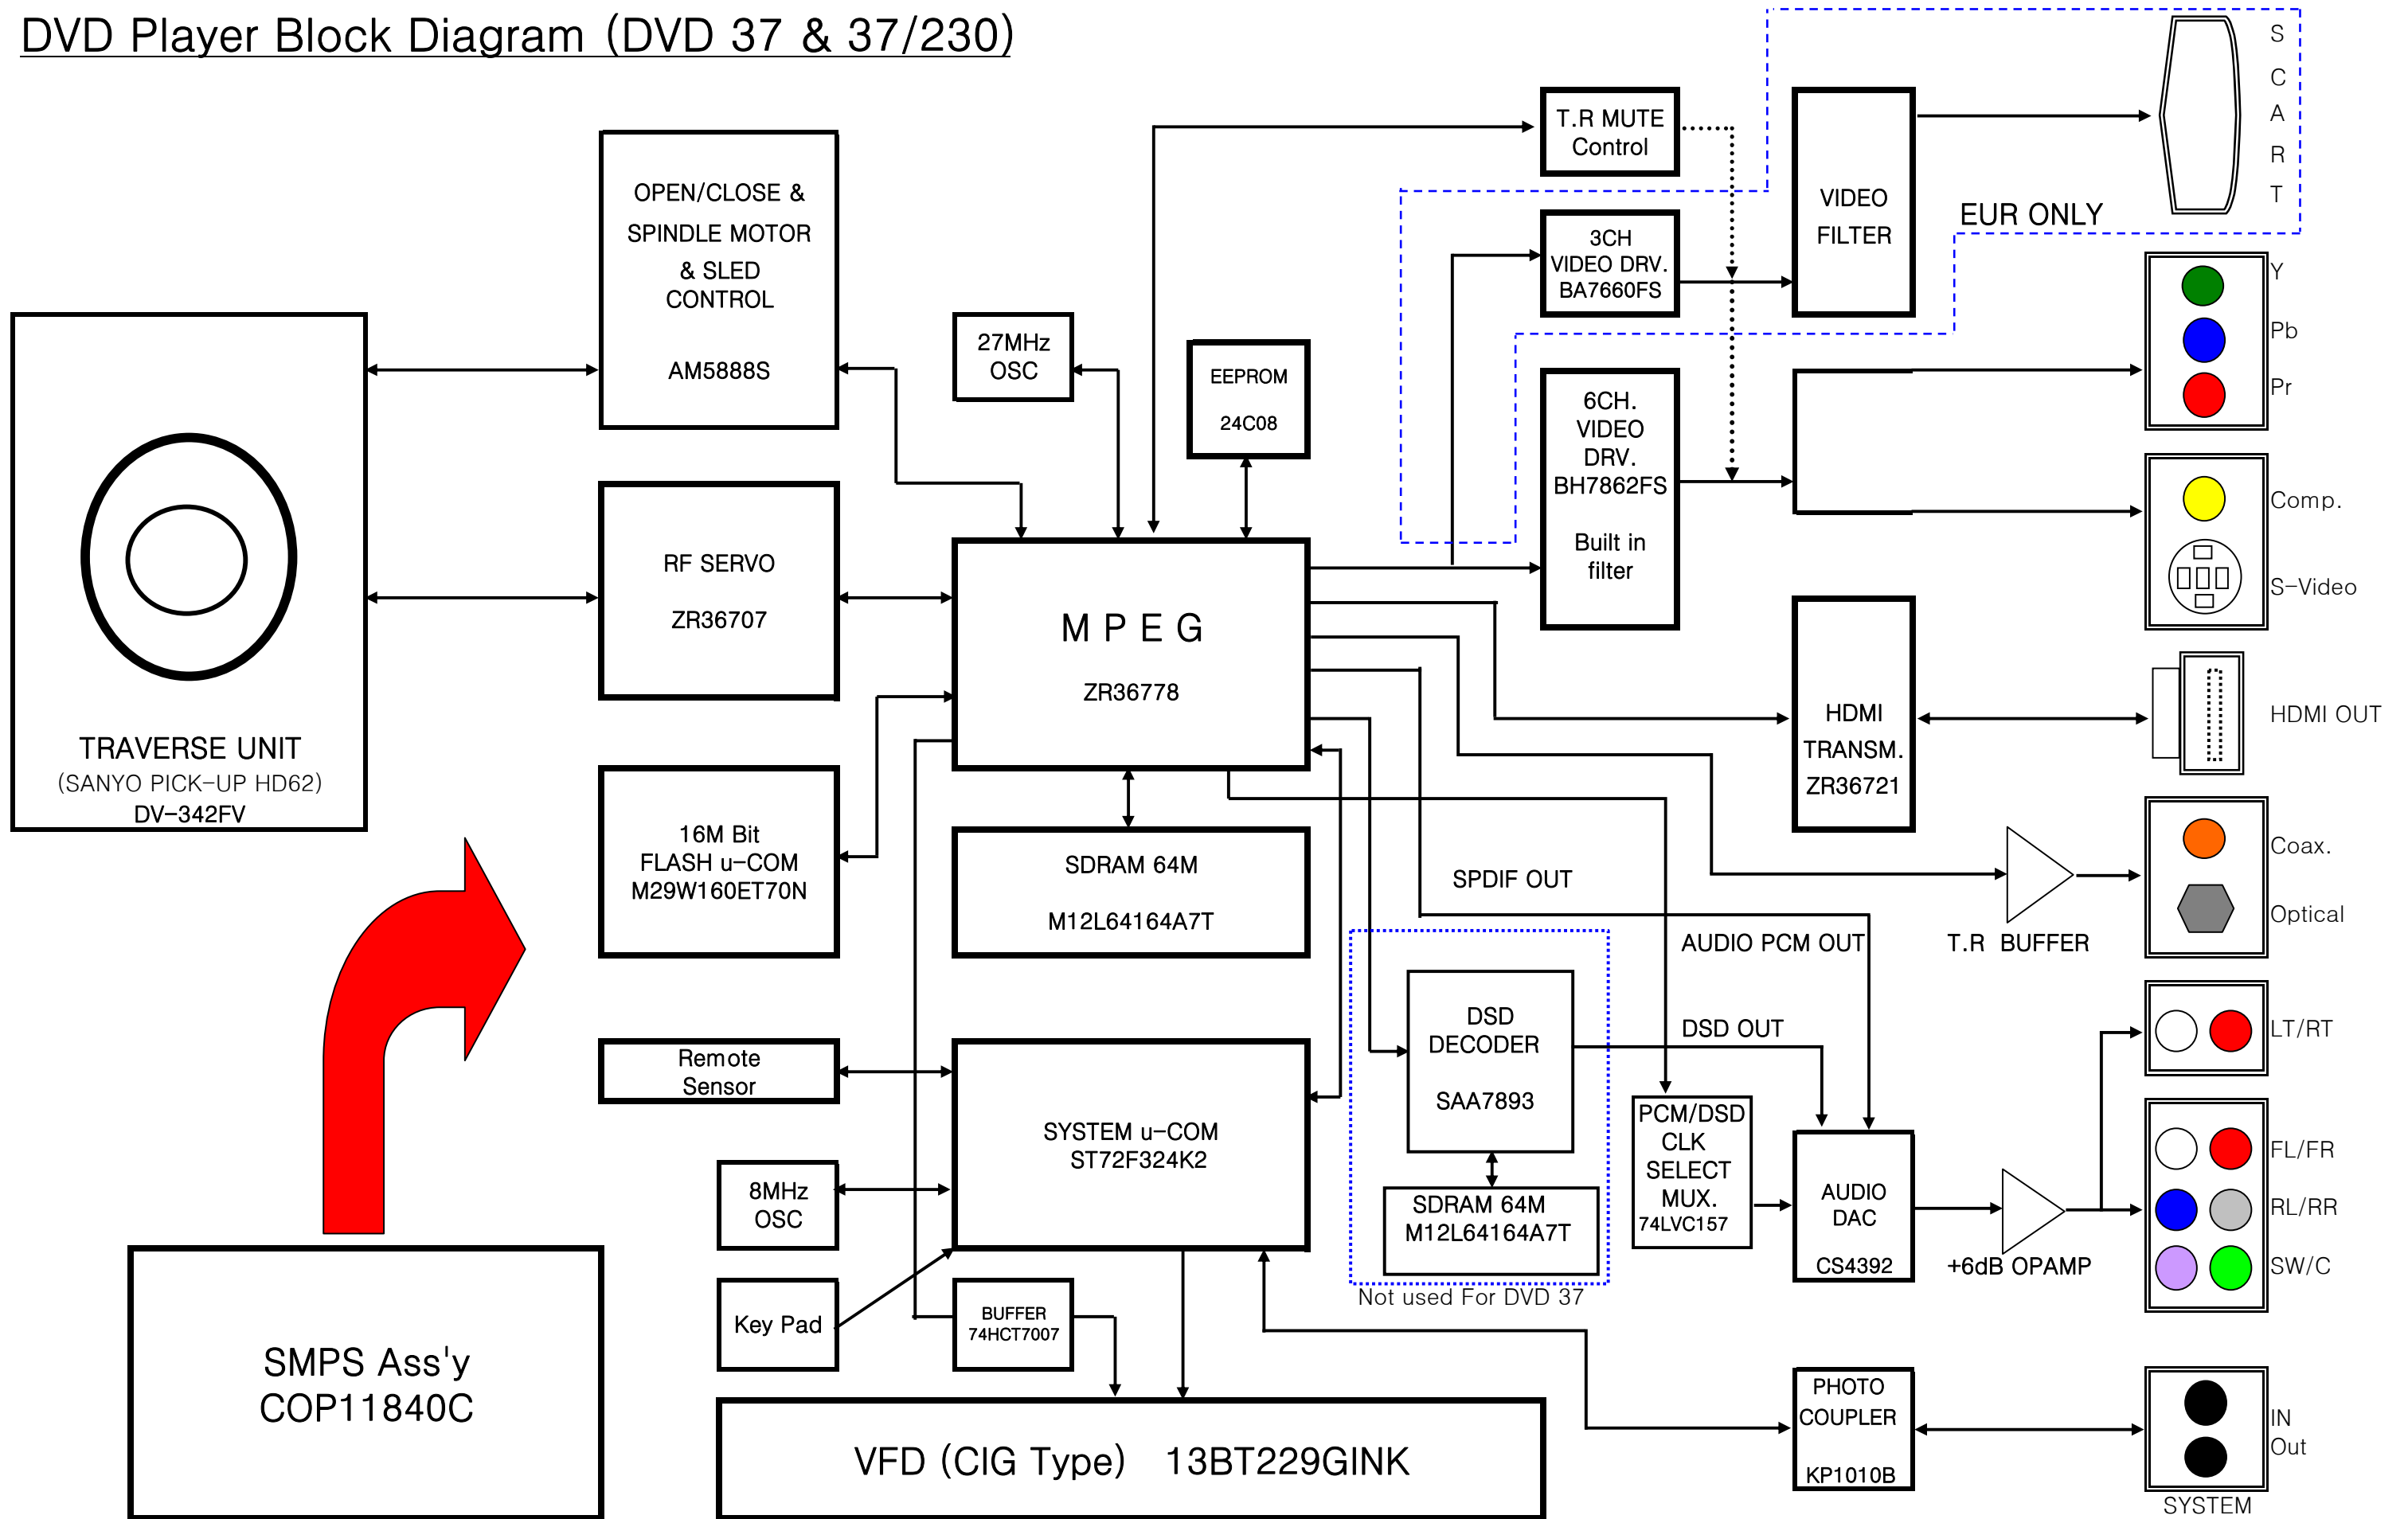 DVD Player Block Diagram (DVD 37 & 37/230)
S
C
A
R
T
EUR ONLY
T.R MUTE
Control
VIDEO
FILTER
3CH
VIDEO DRV.
BA7660FS
OPEN/CLOSE &
SPINDLE MOTOR
& SLED
CONTROL
AM5888S
27MHz
OSC
EEPROM
24C08
6CH.
VIDEO
DRV.
BH7862FS
Built in
filter
Y
Pb
Pr
Comp.
S-Video
RF SERVO
ZR36707
M P E G
ZR36778
HDMI
TRANSM.
ZR36721
HDMI OUT
TRAVERSE UNIT
(SANYO PICK-UP HD62)
DV-342FV
16M Bit
FLASH u-COM
M29W160ET70N
SDRAM 64M
M12L64164A7T
SPDIF OUT
AUDIO PCM OUT
T.R BUFFER
Coax.
Optical
DSD
DECODER
SAA7893
DSD OUT
LT/RT
Remote
Sensor
SYSTEM u-COM
ST72F324K2
8MHz
OSC
SDRAM 64M
M12L64164A7T
PCM/DSD
CLK
SELECT
MUX.
74LVC157
AUDIO
DAC
CS4392
+6dB OPAMP
FL/FR
RL/RR
SW/C
Not used For DVD 37
Key Pad
BUFFER
74HCT7007
SMPS Ass'y
COP11840C
VFD (CIG Type) 13BT229GINK
PHOTO
COUPLER
KP1010B
IN
Out
SYSTEM